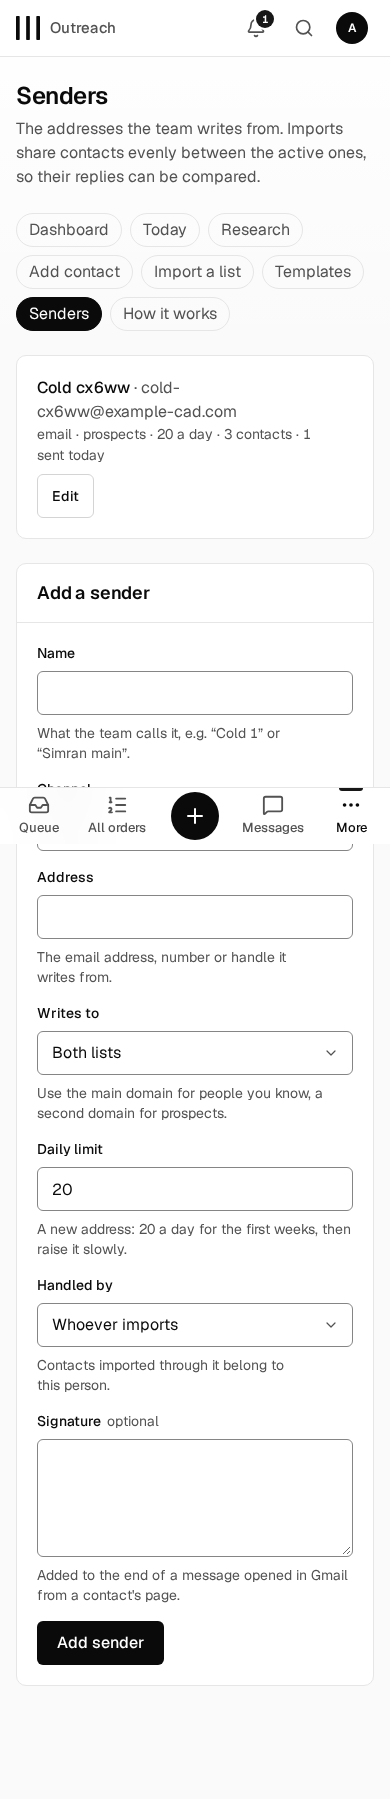 Outreach
1
A
Senders
The addresses the team writes from. Imports
share contacts evenly between the active ones,
so their replies can be compared.
Dashboard
Today
Research
Add contact
Import a list
Templates
Senders
How it works
Cold cx6ww · cold-
cx6ww@example-cad.com
email · prospects · 20 a day · 3 contacts · 1
sent today
Edit
Add a sender
Name
What the team calls it, e.g. “Cold 1” or
“Simran main”.
Queue
All orders
Messages
More
Address
The email address, number or handle it
writes from.
Writes to
Both lists
Use the main domain for people you know, a
second domain for prospects.
Daily limit
20
A new address: 20 a day for the first weeks, then
raise it slowly.
Handled by
Whoever imports
Contacts imported through it belong to
this person.
Signature optional
Added to the end of a message opened in Gmail
from a contact's page.
Add sender